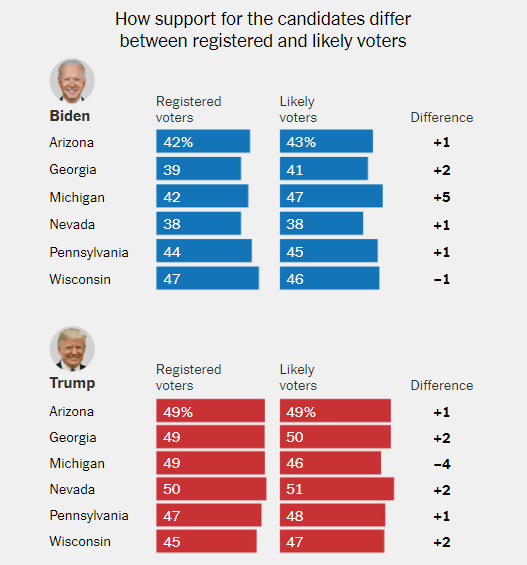 How support for the candidates differ
between registered and likely voters
Biden
Registered
voters
Likely
voters
Difference
Arizona 42% 43% +1
Georgia 39 41 +2
Michigan 42 47 +5
Nevada 38 38 +1
Pennsylvania 44 45 +1
Wisconsin 47 46 −1
Trump
Registered
voters
Likely
voters
Difference
Arizona 49% 49% +1
Georgia 49 50 +2
Michigan 49 46 −4
Nevada 50 51 +2
Pennsylvania 47 48 +1
Wisconsin 45 47 +2